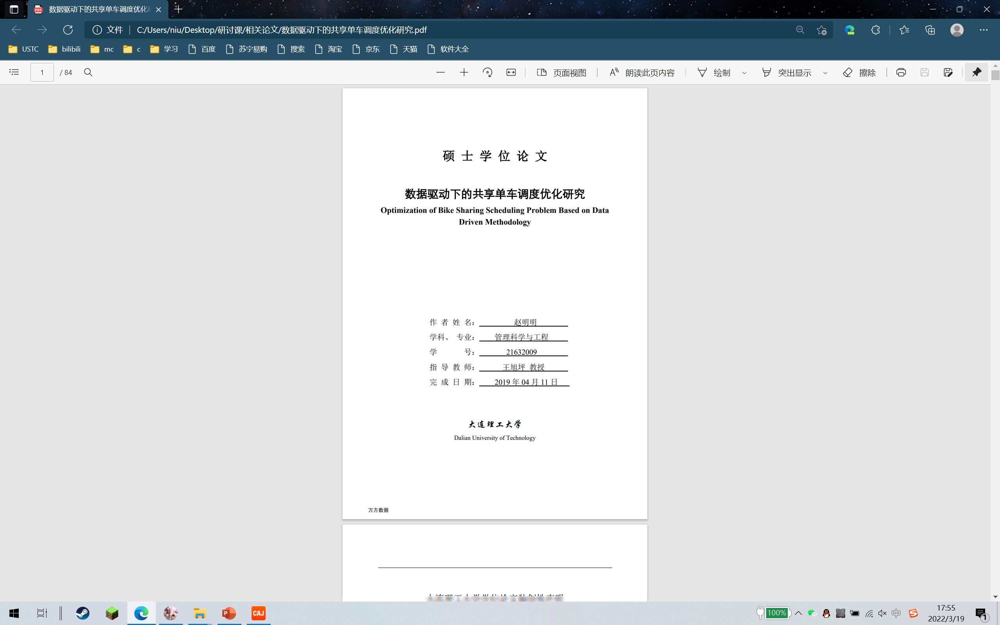 数据驱动下的共享单车调度优化
文件
C:/Users/niu/Desktop/研讨课/相关论文/数据驱动下的共享单车调度优化研究.pdf
USTC
bilibili
mc
c
学习
百度
苏宁易购
搜索
淘宝
京东
天猫
软件大全
1
/ 84
页面视图
朗读此页内容
绘制
突出显示
擦除
硕士学位论文
数据驱动下的共享单车调度优化研究
Optimization of Bike Sharing Scheduling Problem Based on Data
Driven Methodology
作者姓名： 赵明明
学科、 专业： 管理科学与工程
学 号： 21632009
指导教师： 王旭坪 教授
完成日期： 2019 年 04 月 11 日
大连理工大学
Dalian University of Technology
万方数据
CAJ
100%
中
17:55
2022/3/19
1